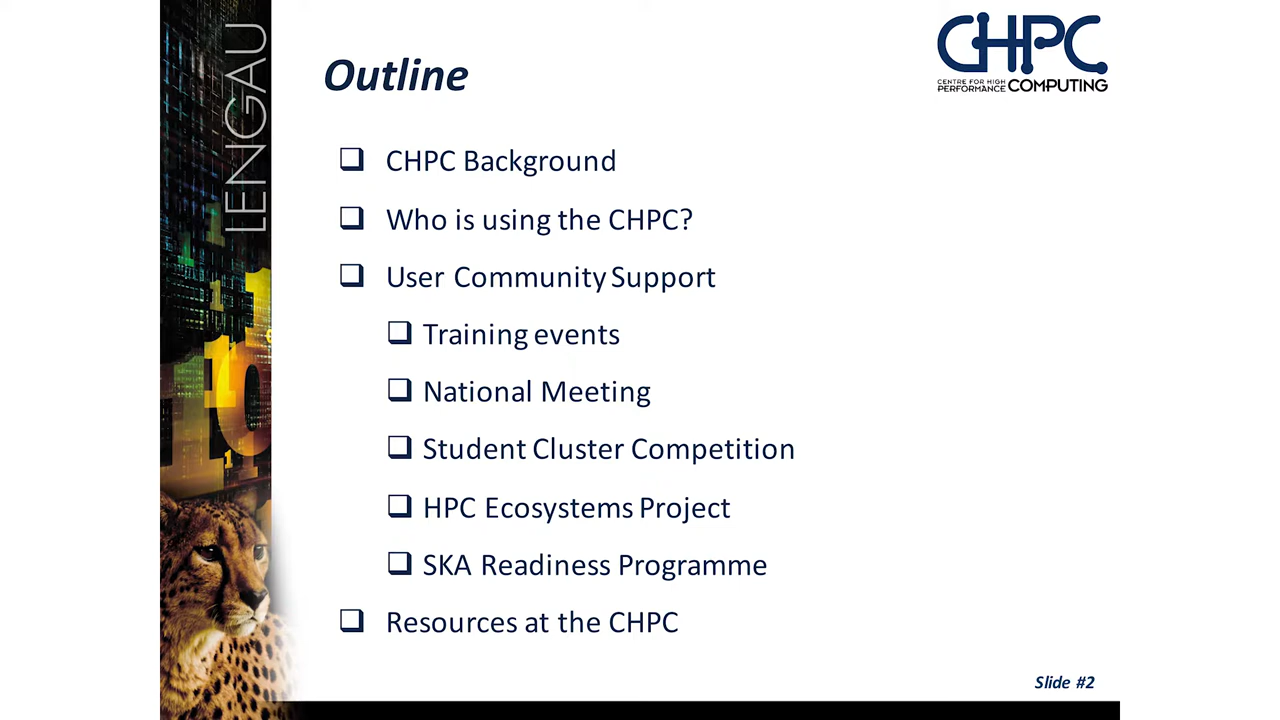 LENGAU
Outline
CHPC
CENTRE FOR HIGH
PERFORMANCE COMPUTING
CHPC Background
Who is using the CHPC?
User Community Support
Training events
National Meeting
Student Cluster Competition
HPC Ecosystems Project
SKA Readiness Programme
Resources at the CHPC
Slide #2